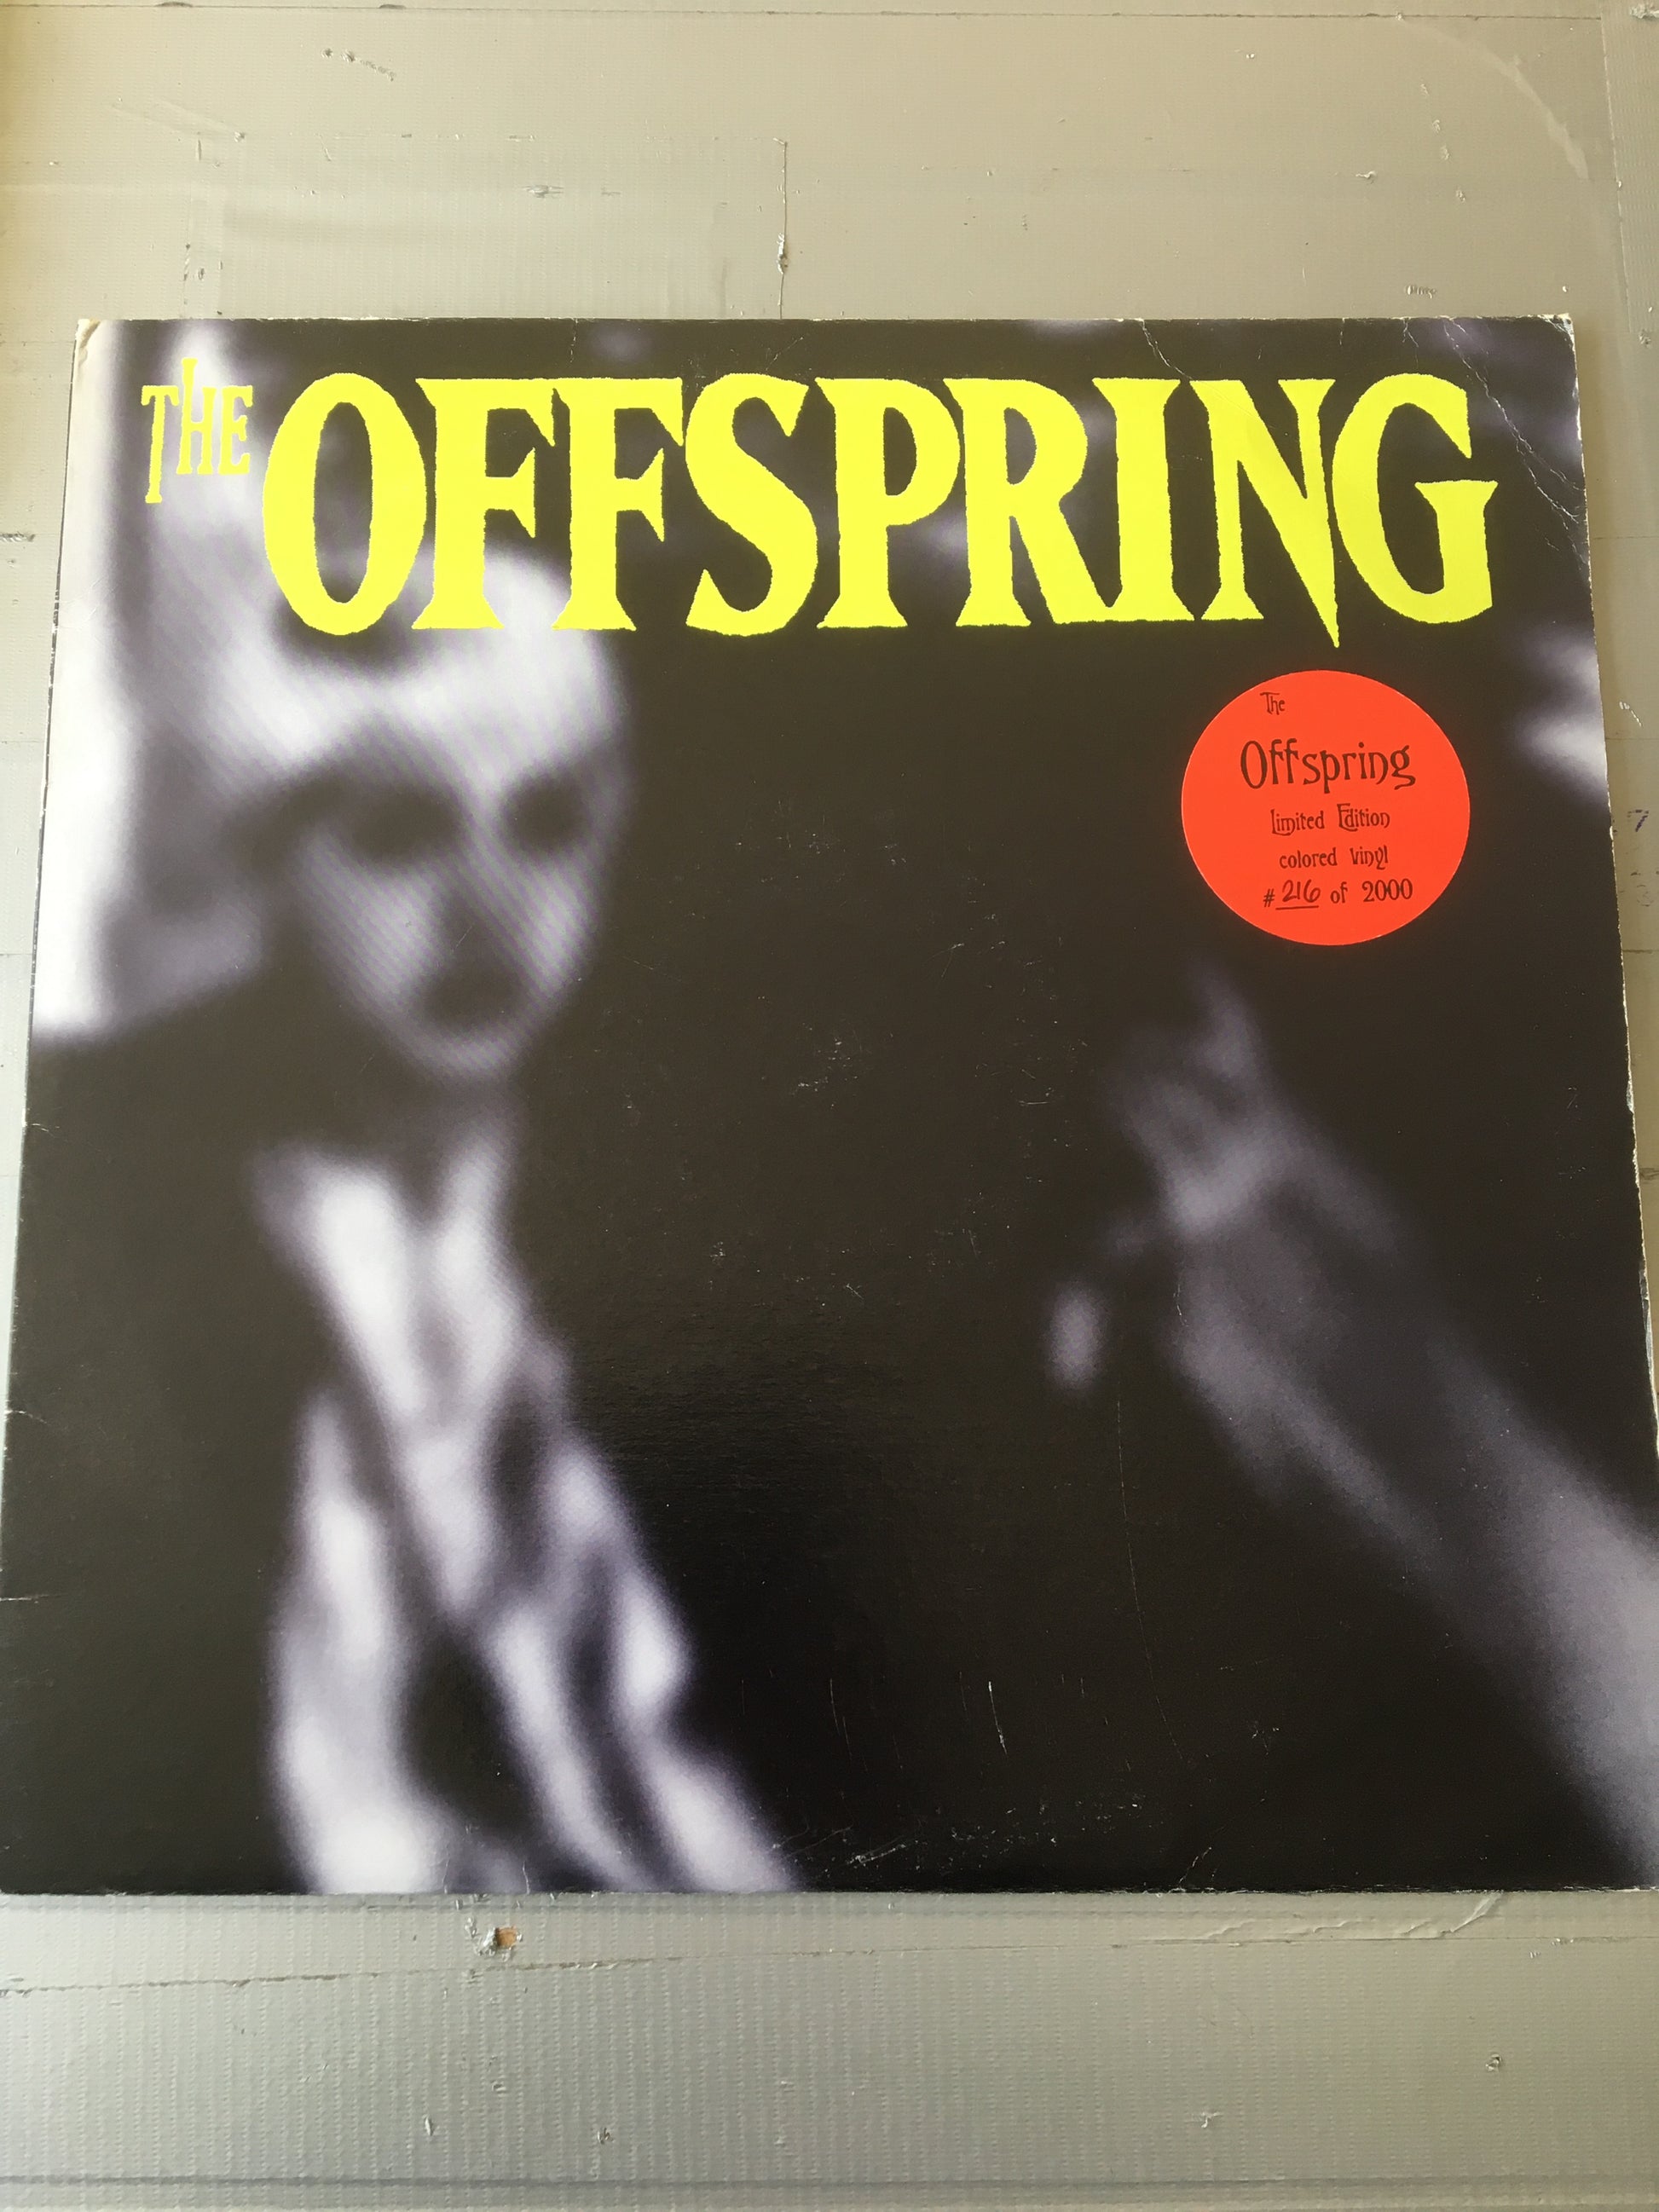 THE OFFSPRING
The
Offspring
Limited Edition
colored vinyl
# 216 of 2000